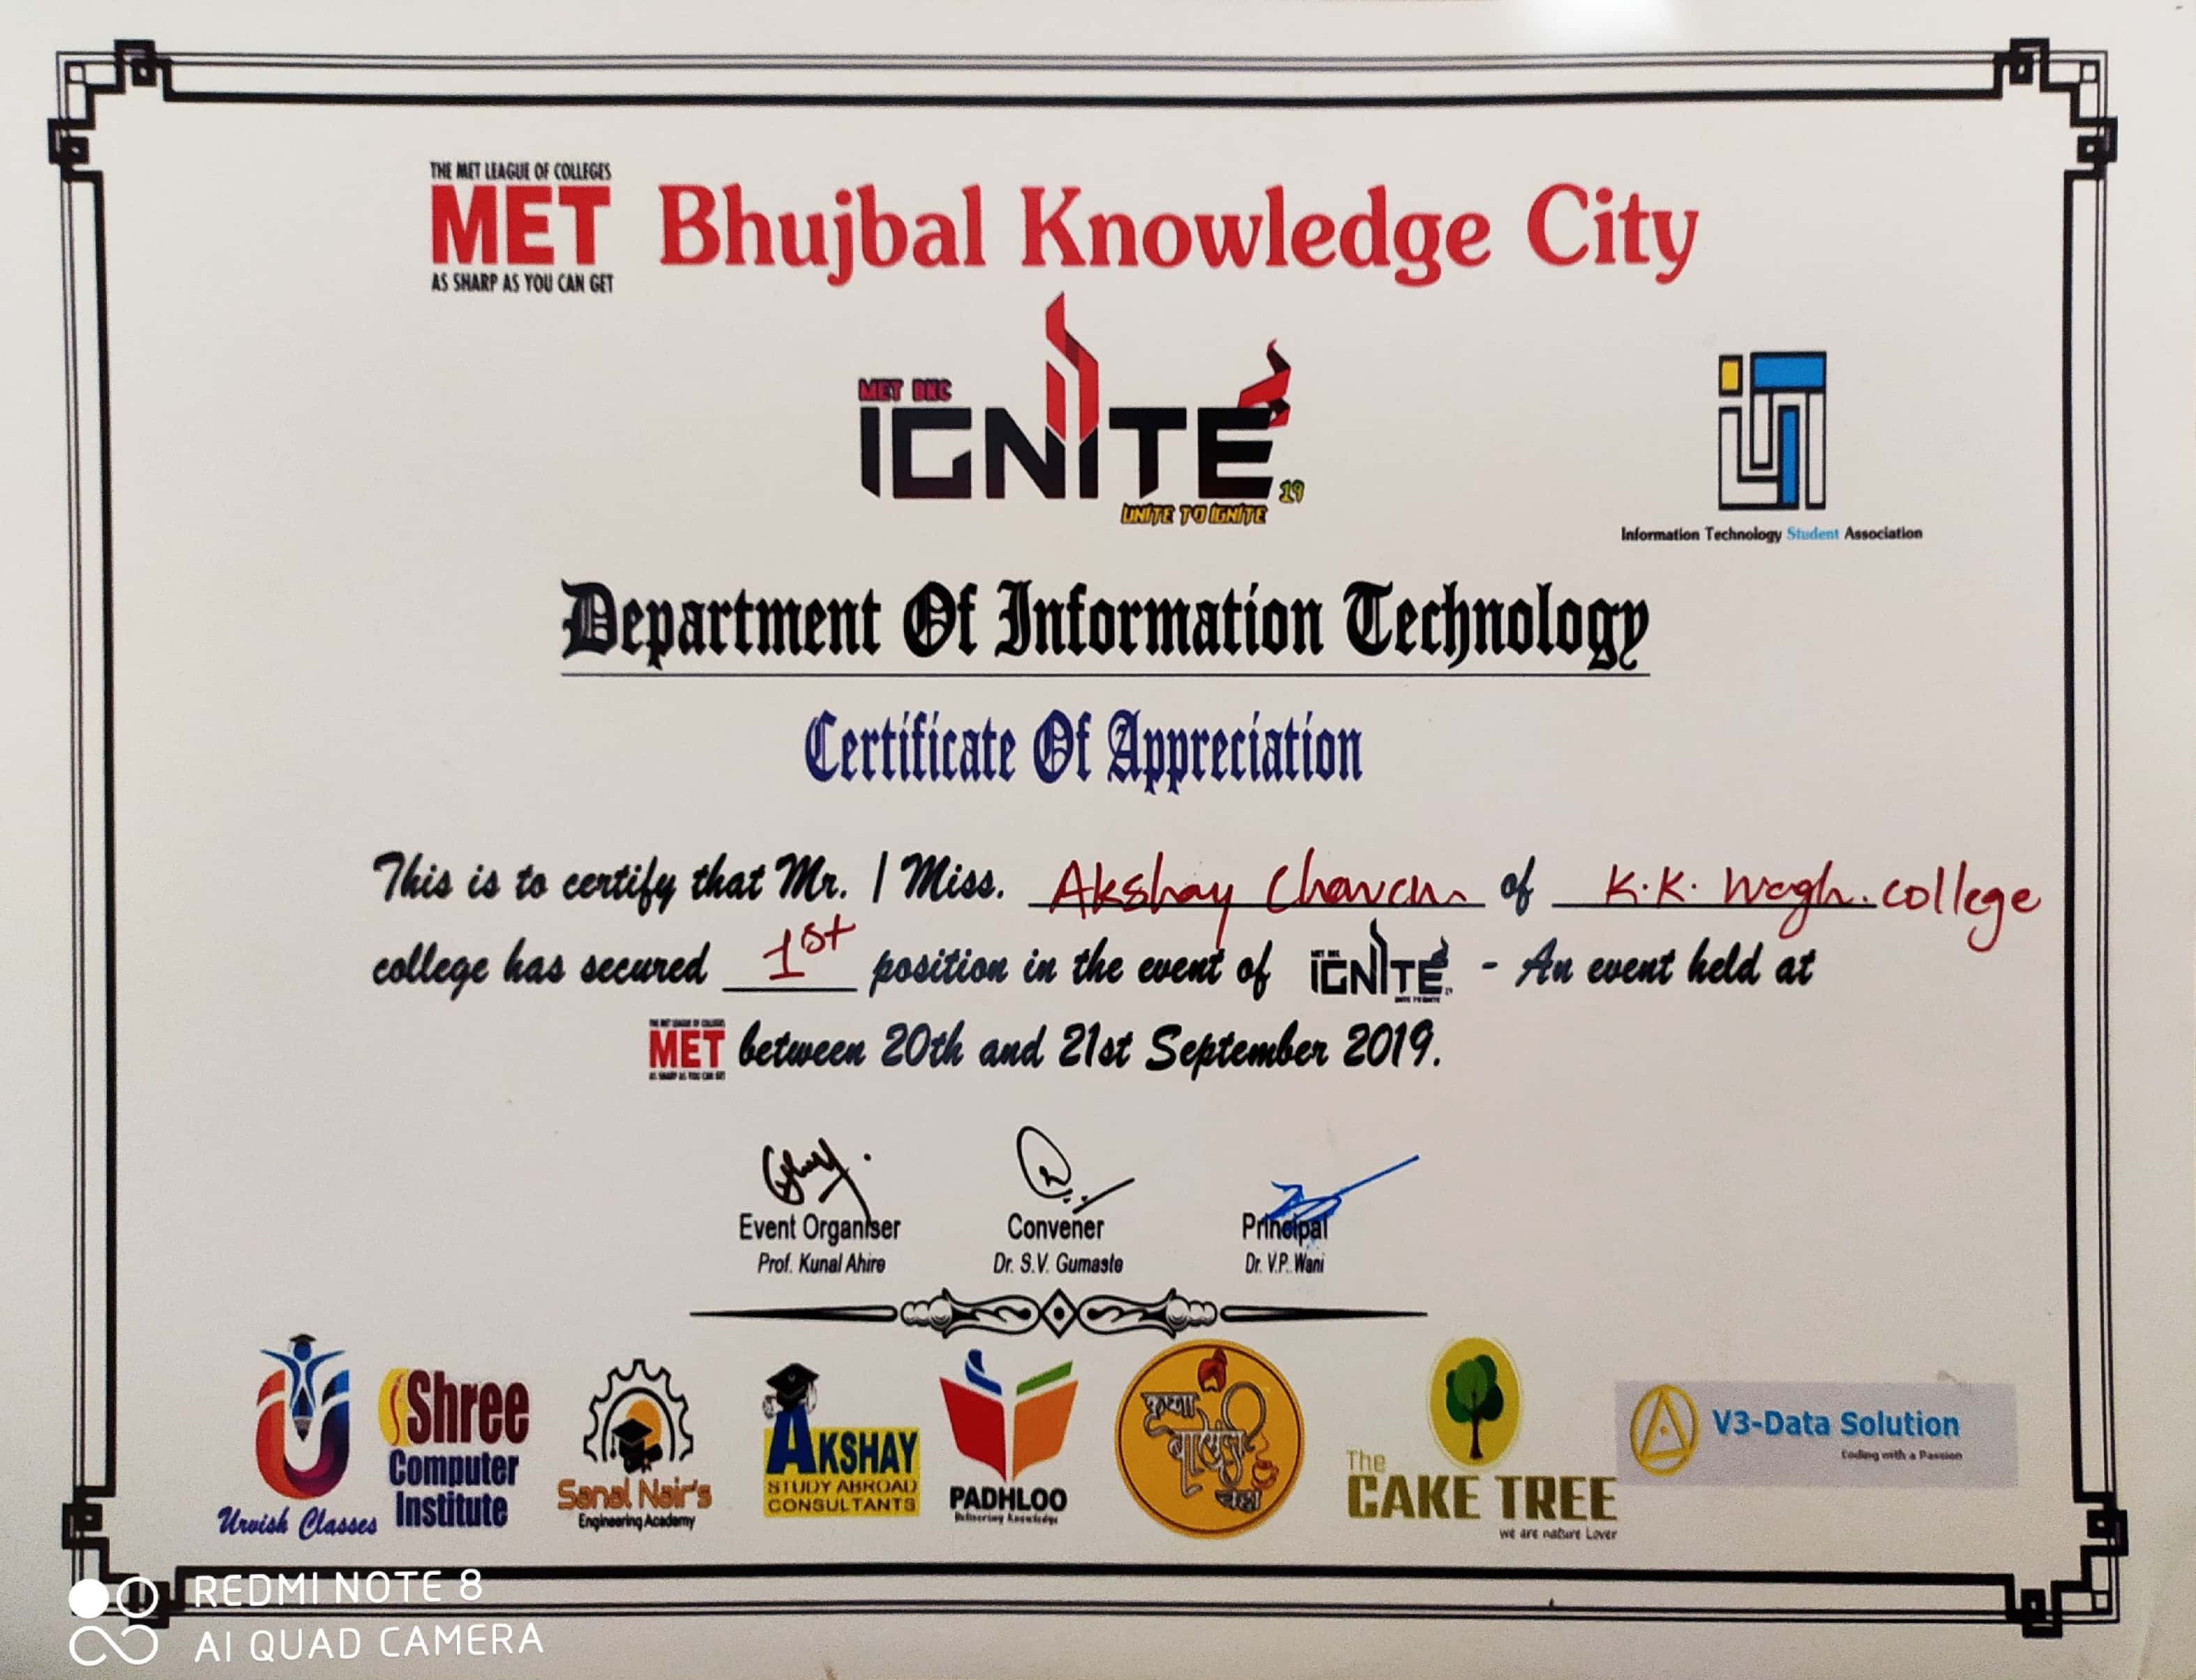 THE MET LEAGUE OF COLLEGES
MET
AS SHARP AS YOU CAN GET
Bhujbal Knowledge City
MET BKC
IGNITE 19
UNITE TO IGNITE
Information Technology Student Association
Department Of Information Technology
Certificate Of Appreciation
This is to certify that Mr. / Miss. Akshay Chavan of K.K. Wagh. college
college has secured 1st position in the event of IGNITE - An event held at
MET between 20th and 21st September 2019.
Event Organiser
Prof. Kunal Ahire
Convener
Dr. S.V. Gumaste
Principal
Dr. V.P. Wani
Urvish Classes
Shree
Computer
Institute
Sanal Nair's
Engineering Academy
AKSHAY
STUDY ABROAD
CONSULTANTS
PADHLOO
Delivering Knowledge
The
CAKE TREE
we are nature Lover
V3-Data Solution
Coding with a Passion
REDMI NOTE 8
AI QUAD CAMERA